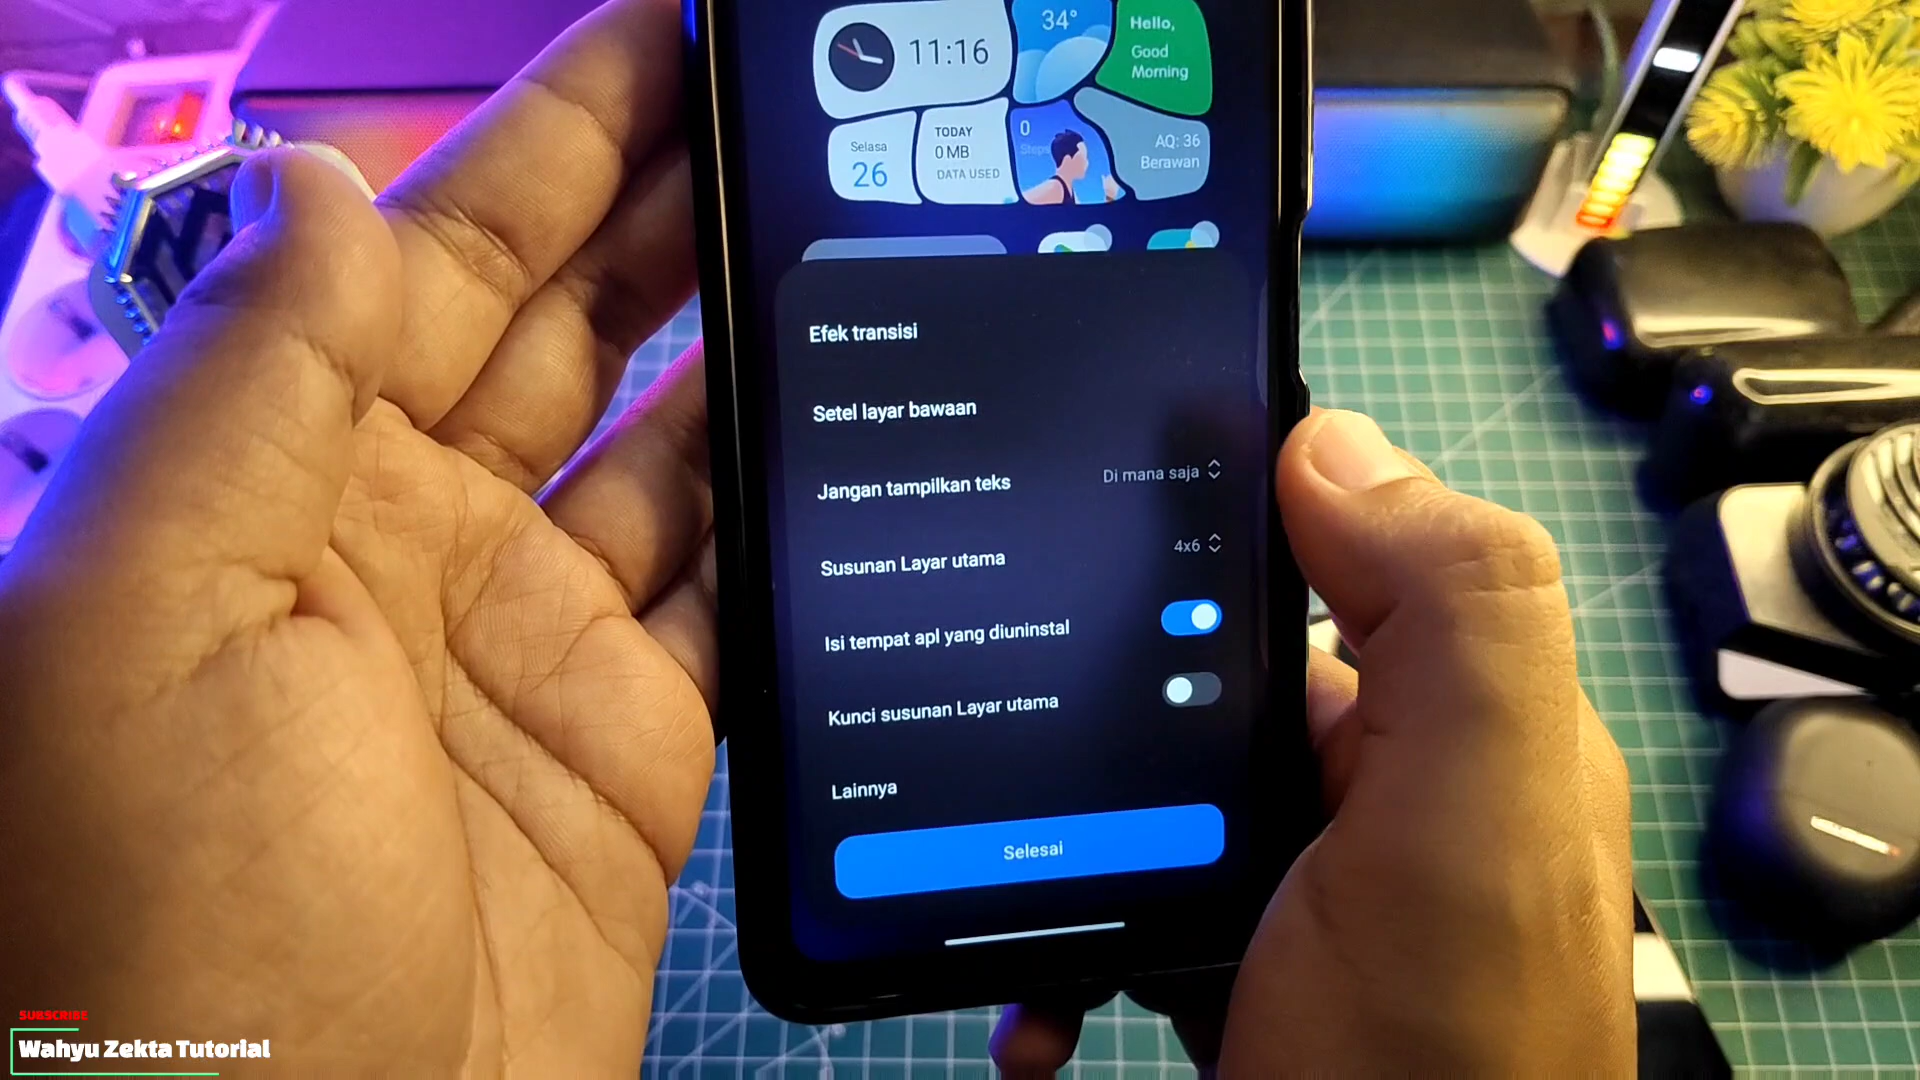 11:16
34°
Hello,
Good
Morning
Selasa
26
TODAY
0 MB
DATA USED
0
Steps
AQ: 36
Berawan
Efek transisi
Setel layar bawaan
Jangan tampilkan teks
Di mana saja
Susunan Layar utama
4x6
Isi tempat apl yang diuninstal
Kunci susunan Layar utama
Lainnya
Selesai
SUBSCRIBE
Wahyu Zekta Tutorial